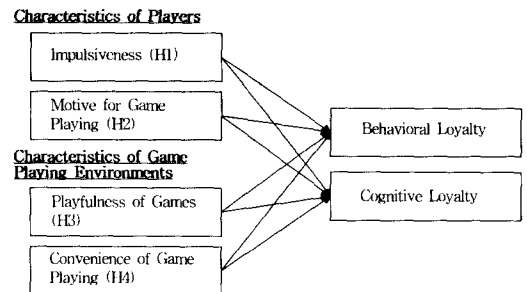 Characteristics of Players
Impulsiveness (H1)
Motive for Game
Playing (H2)
Characteristics of Game
Playing Environments
Playfulness of Games
(H3)
Convenience of Game
Playing (H4)
Behavioral Loyalty
Cognitive Loyalty